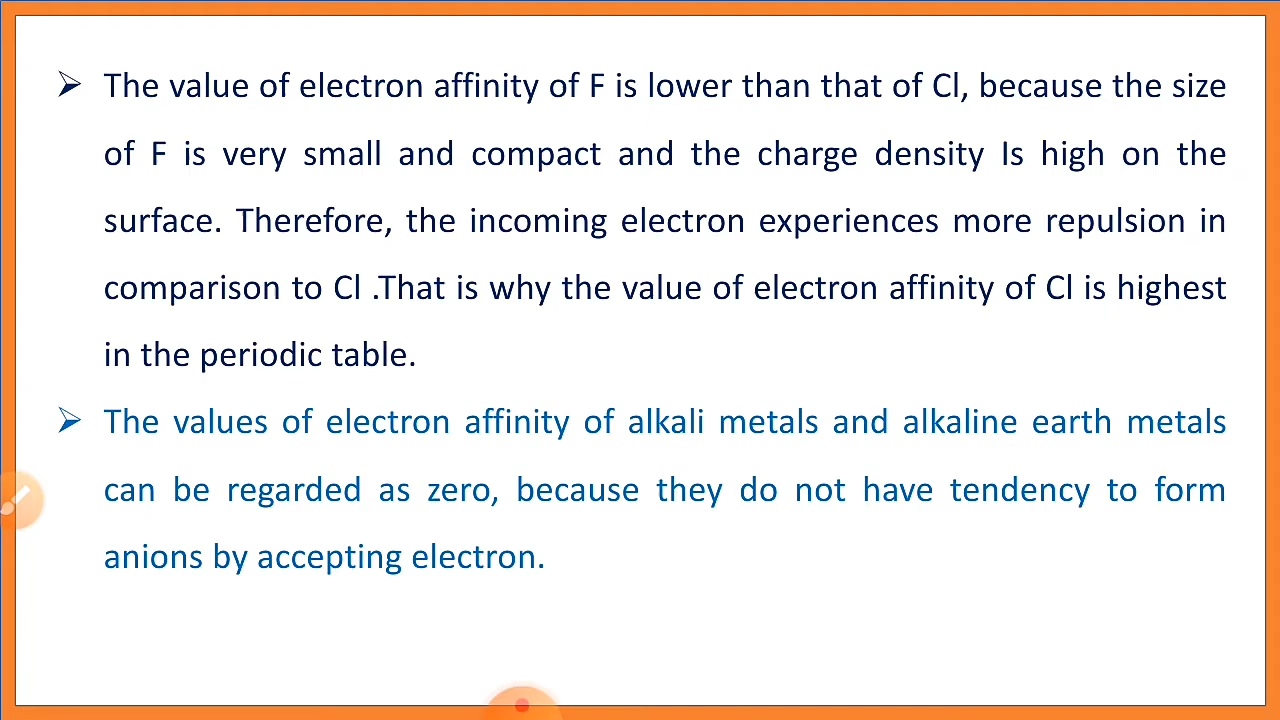 ➢ The value of electron affinity of F is lower than that of Cl, because the size
of F is very small and compact and the charge density Is high on the
surface. Therefore, the incoming electron experiences more repulsion in
comparison to Cl .That is why the value of electron affinity of Cl is highest
in the periodic table.
➢ The values of electron affinity of alkali metals and alkaline earth metals
can be regarded as zero, because they do not have tendency to form
anions by accepting electron.